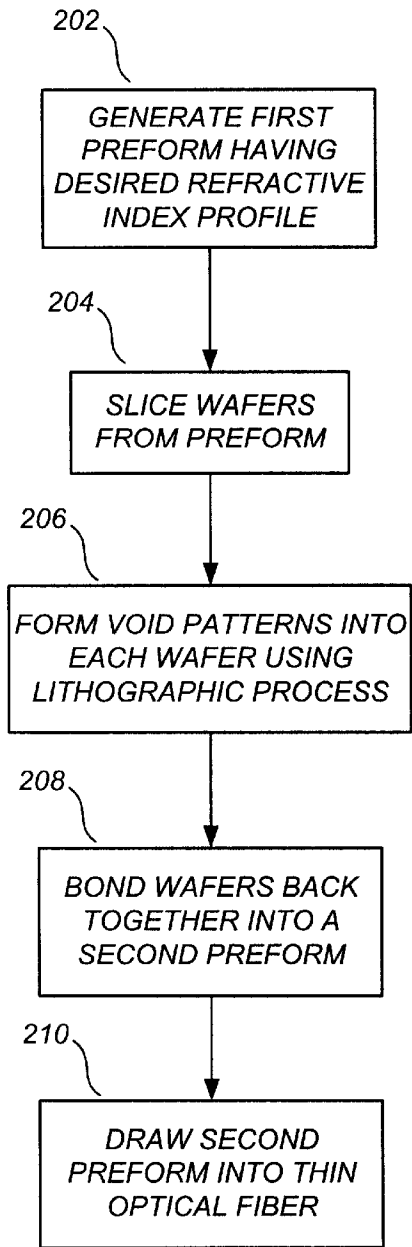 202
GENERATE FIRST
PREFORM HAVING
DESIRED REFRACTIVE
INDEX PROFILE
204
SLICE WAFERS
FROM PREFORM
206
FORM VOID PATTERNS INTO
EACH WAFER USING
LITHOGRAPHIC PROCESS
208
BOND WAFERS BACK
TOGETHER INTO A
SECOND PREFORM
210
DRAW SECOND
PREFORM INTO THIN
OPTICAL FIBER